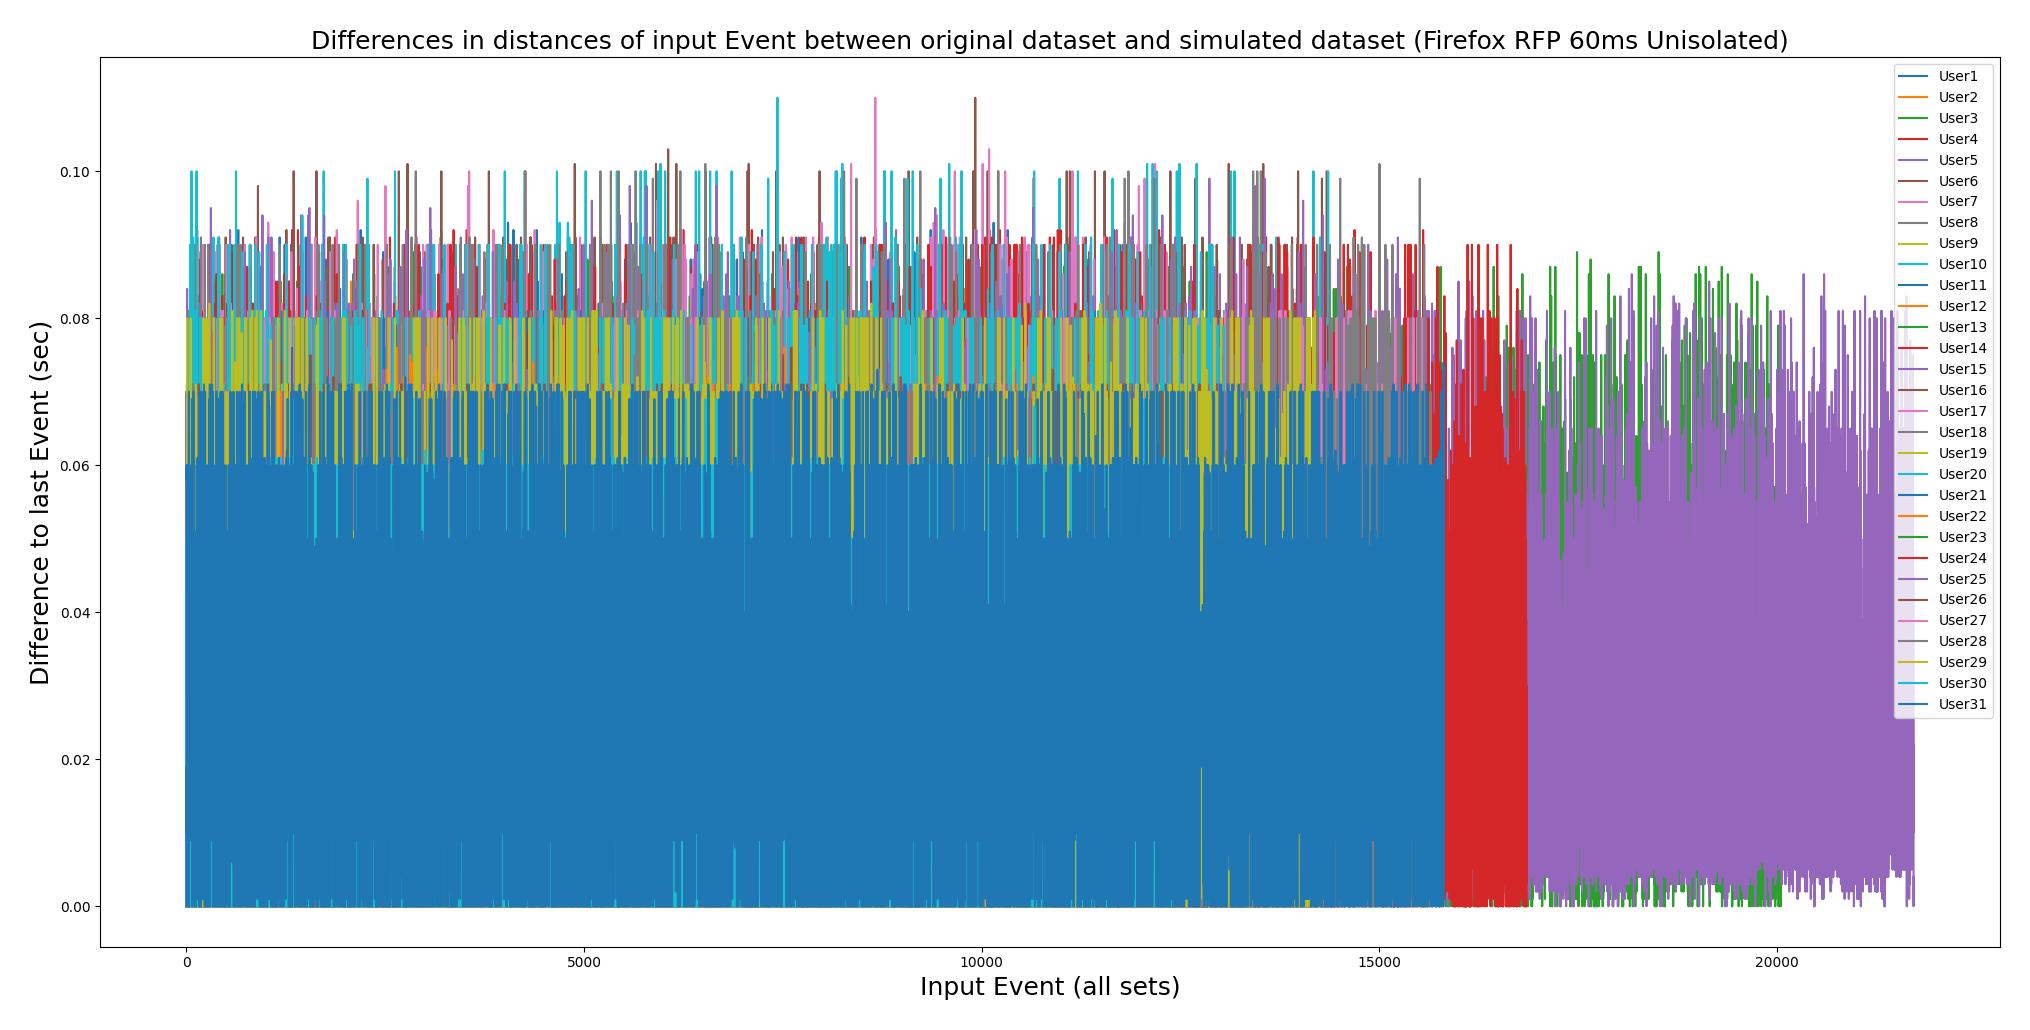 Differences in distances of input Event between original dataset and simulated dataset (Firefox RFP 60ms Unisolated)
Difference to last Event (sec)
0.10
0.08
0.06
0.04
0.02
0.00
0
5000
10000
15000
20000
Input Event (all sets)
User1
User2
User3
User4
User5
User6
User7
User8
User9
User10
User11
User12
User13
User14
User15
User16
User17
User18
User19
User20
User21
User22
User23
User24
User25
User26
User27
User28
User29
User30
User31